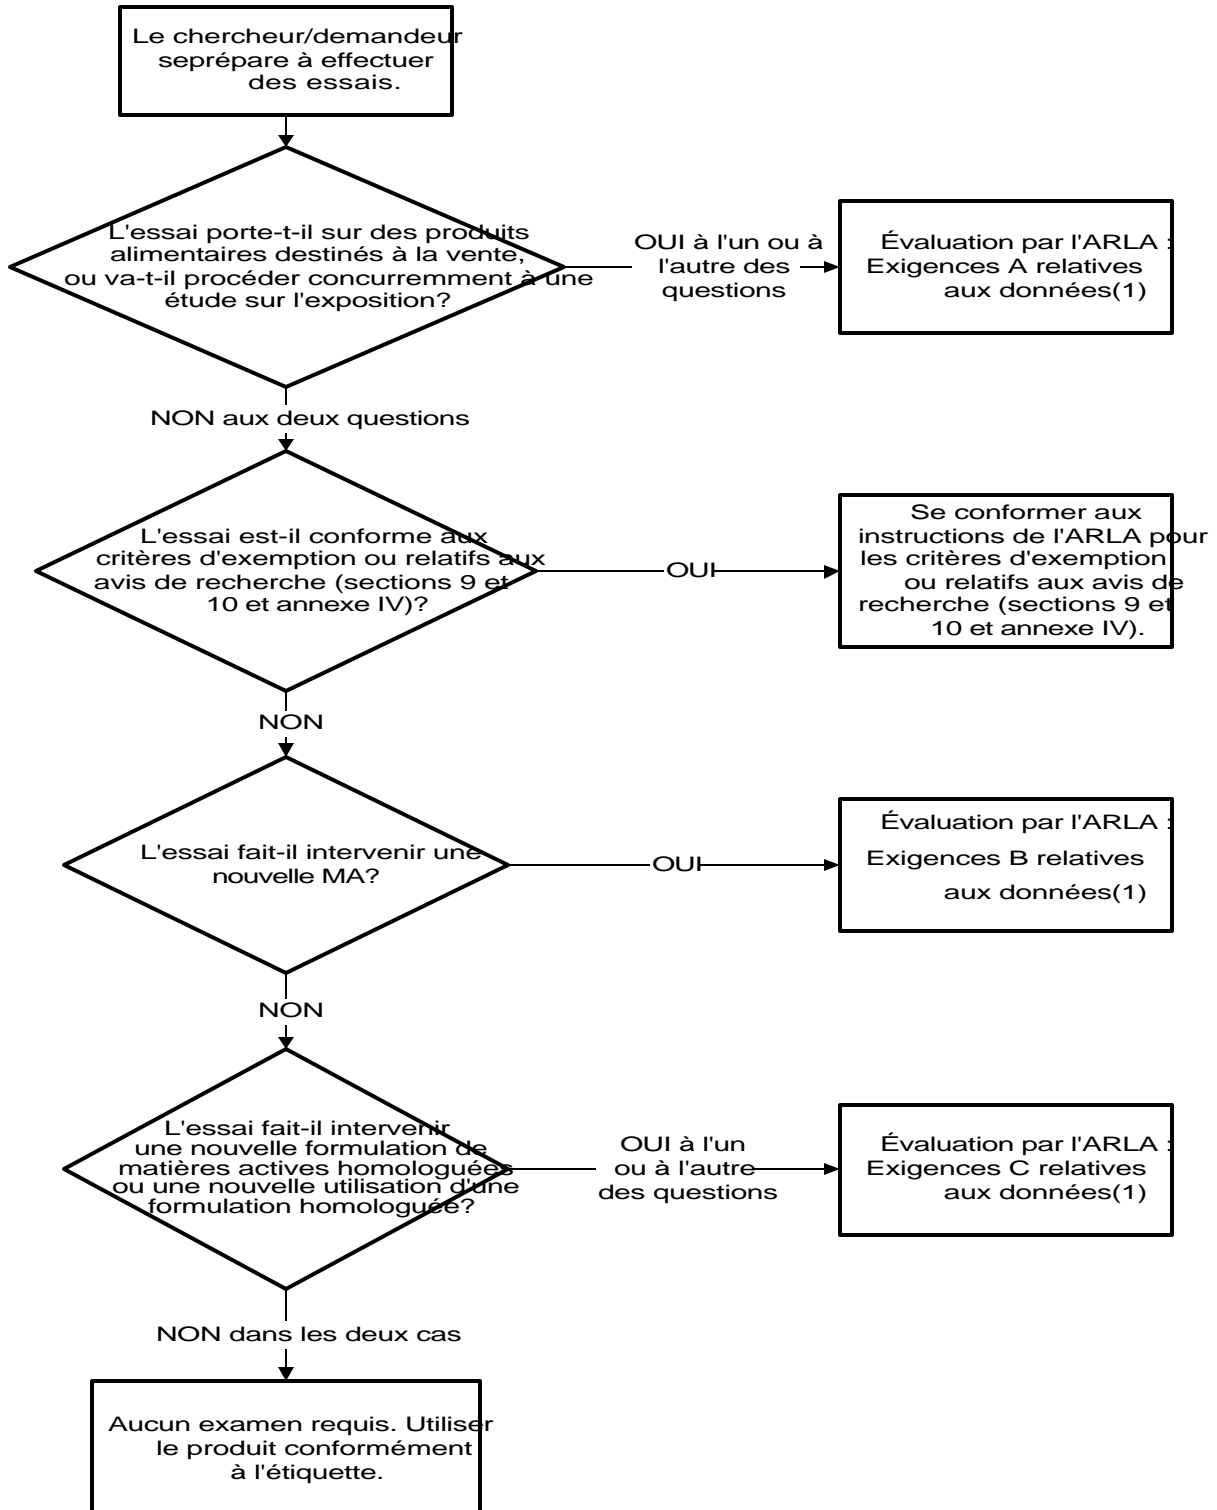 Le chercheur/demandeur
seprépare à effectuer
des essais.
L'essai porte-t-il sur des produits
alimentaires destinés à la vente,
ou va-t-il procéder concurremment à une
étude sur l'exposition?
OUI à l'un ou à
l'autre des
questions
Évaluation par l'ARLA :
Exigences A relatives
aux données(1)
NON aux deux questions
L'essai est-il conforme aux
critères d'exemption ou relatifs aux
avis de recherche (sections 9 et
10 et annexe IV)?
OUI
Se conformer aux
instructions de l'ARLA pour
les critères d'exemption
ou relatifs aux avis de
recherche (sections 9 et
10 et annexe IV).
NON
L'essai fait-il intervenir une
nouvelle MA?
OUI
Évaluation par l'ARLA :
Exigences B relatives
aux données(1)
NON
L'essai fait-il intervenir
une nouvelle formulation de
matières actives homologuées
ou une nouvelle utilisation d'une
formulation homologuée?
OUI à l'un
ou à l'autre
des questions
Évaluation par l'ARLA :
Exigences C relatives
aux données(1)
NON dans les deux cas
Aucun examen requis. Utiliser
le produit conformément
à l'étiquette.